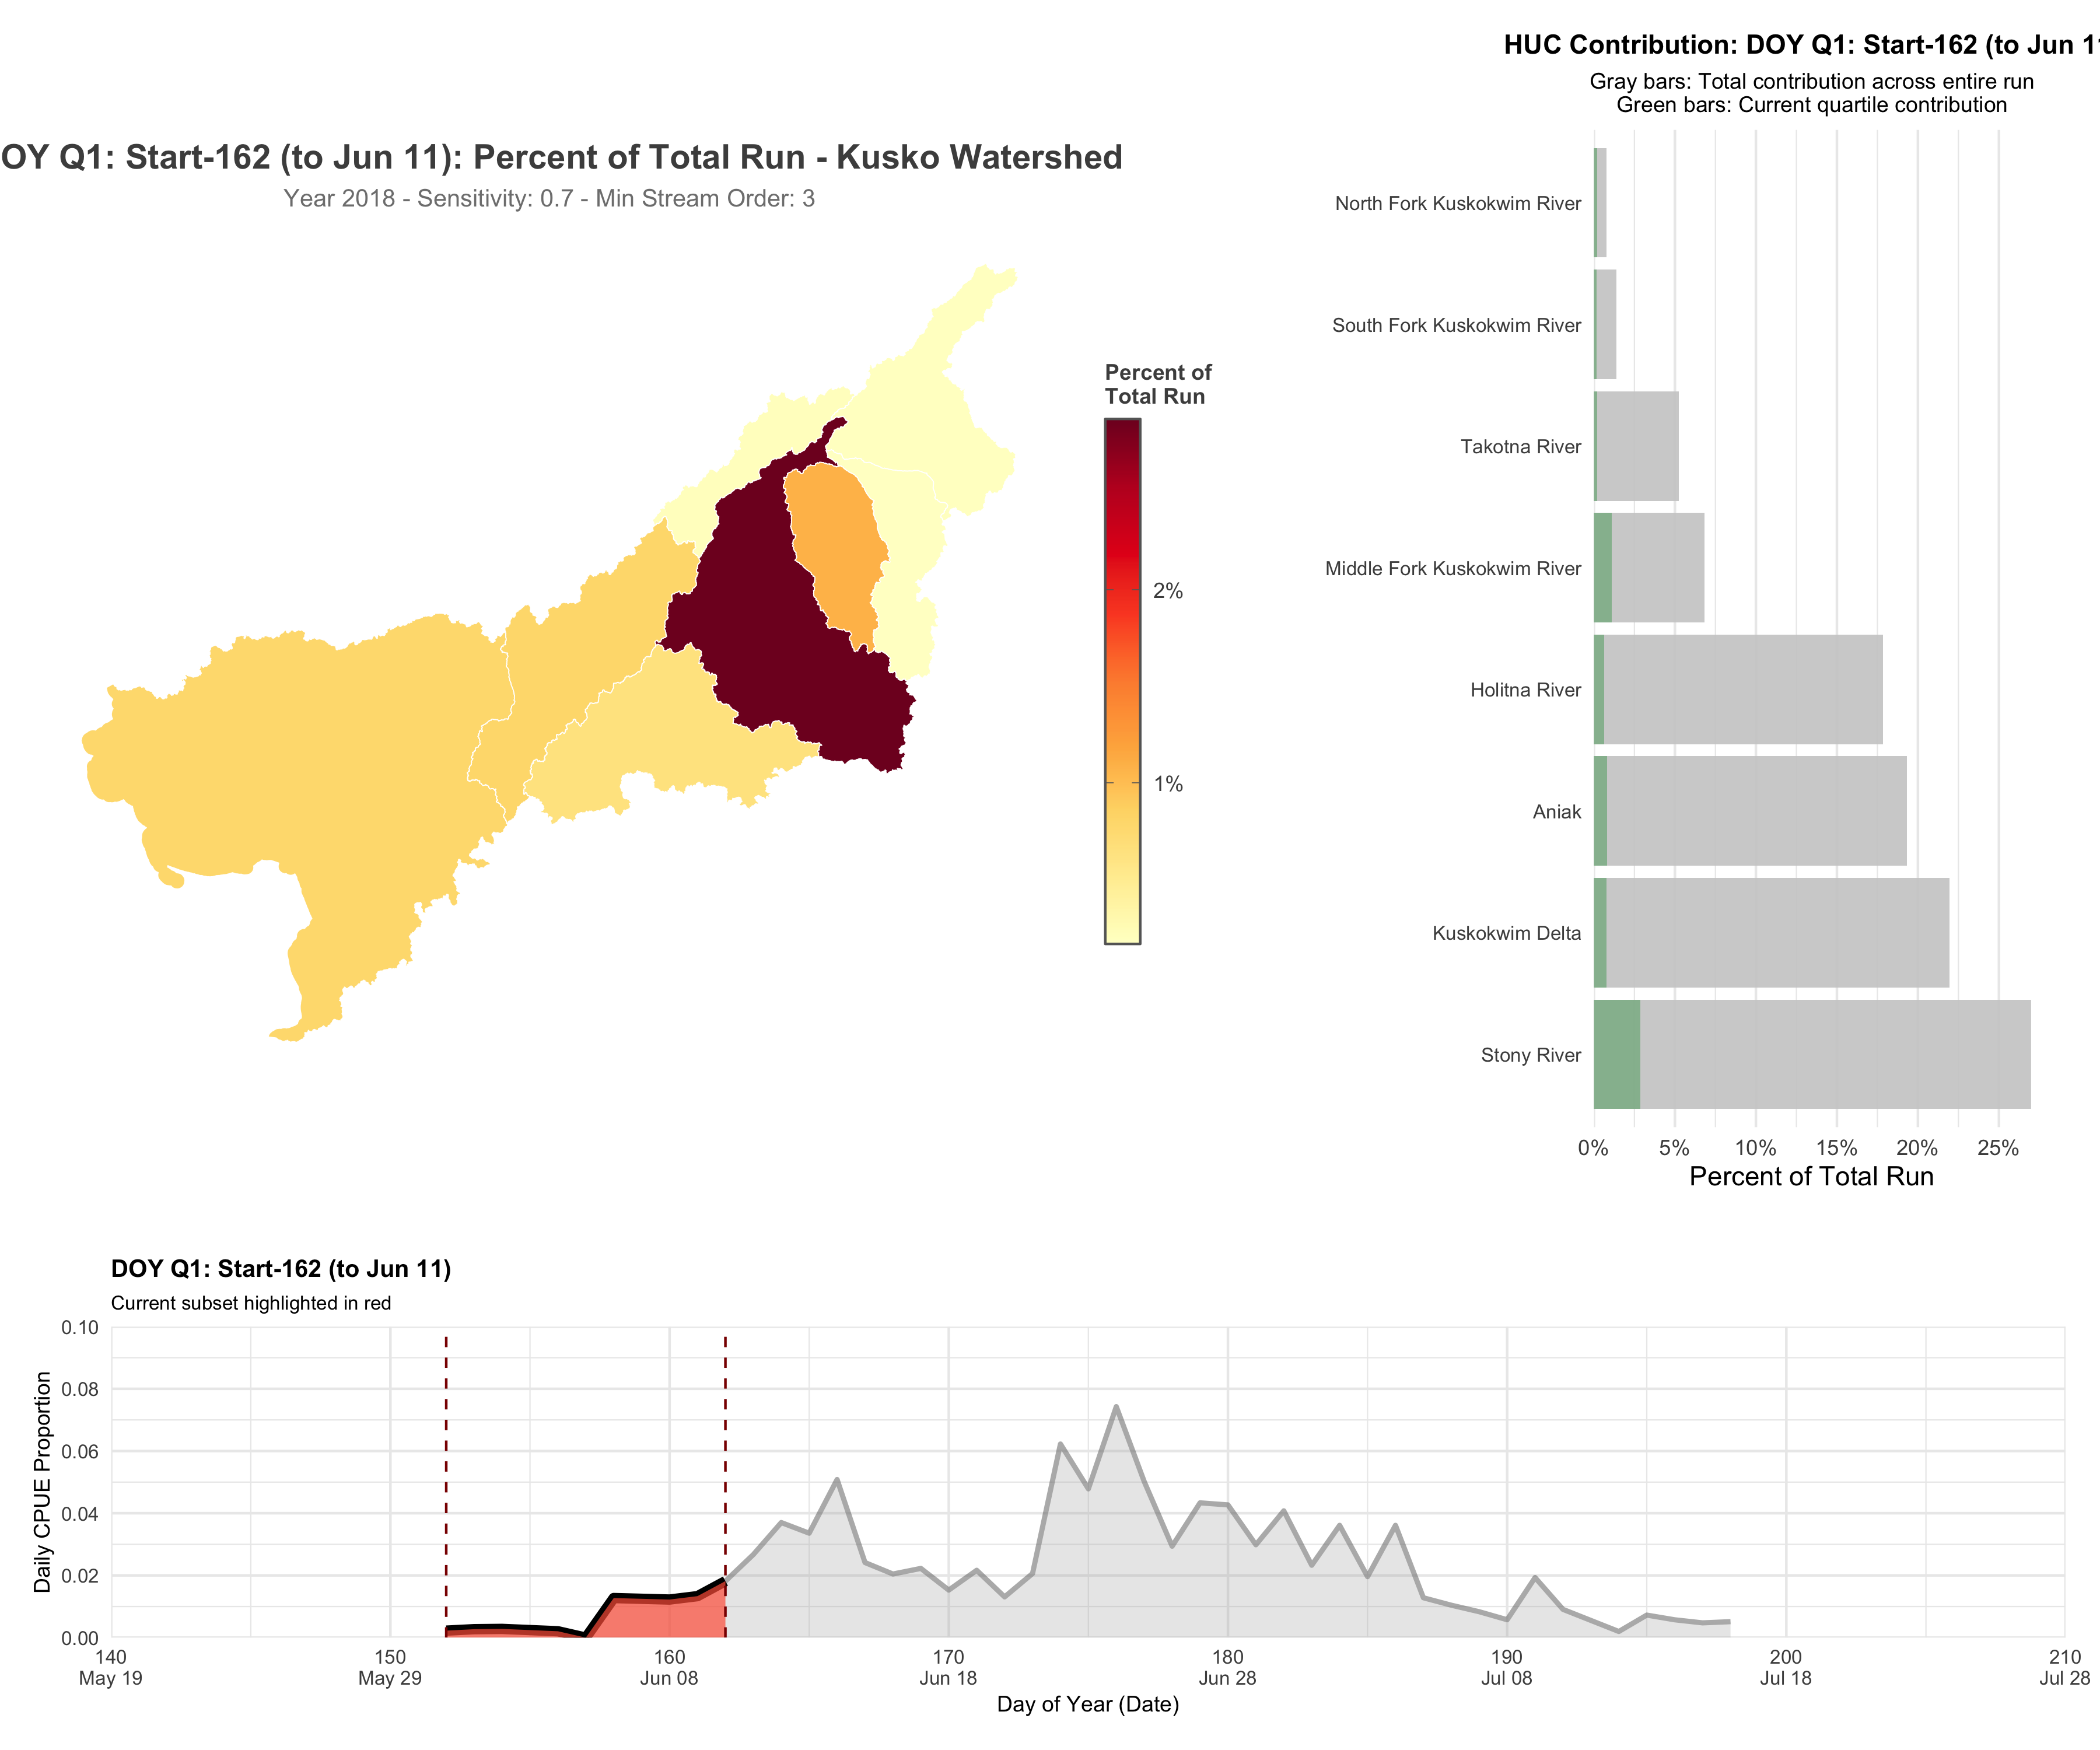 OY Q1: Start-162 (to Jun 11): Percent of Total Run - Kusko Watershed
Year 2018 - Sensitivity: 0.7 - Min Stream Order: 3
Percent of
Total Run
2%
1%
HUC Contribution: DOY Q1: Start-162 (to Jun 1
Gray bars: Total contribution across entire run
Green bars: Current quartile contribution
North Fork Kuskokwim River
South Fork Kuskokwim River
Takotna River
Middle Fork Kuskokwim River
Holitna River
Aniak
Kuskokwim Delta
Stony River
0% 5% 10% 15% 20% 25%
Percent of Total Run
DOY Q1: Start-162 (to Jun 11)
Current subset highlighted in red
Daily CPUE Proportion
0.10
0.08
0.06
0.04
0.02
0.00
140 150 160 170 180 190 200 210
May 19 May 29 Jun 08 Jun 18 Jun 28 Jul 08 Jul 18 Jul 28
Day of Year (Date)